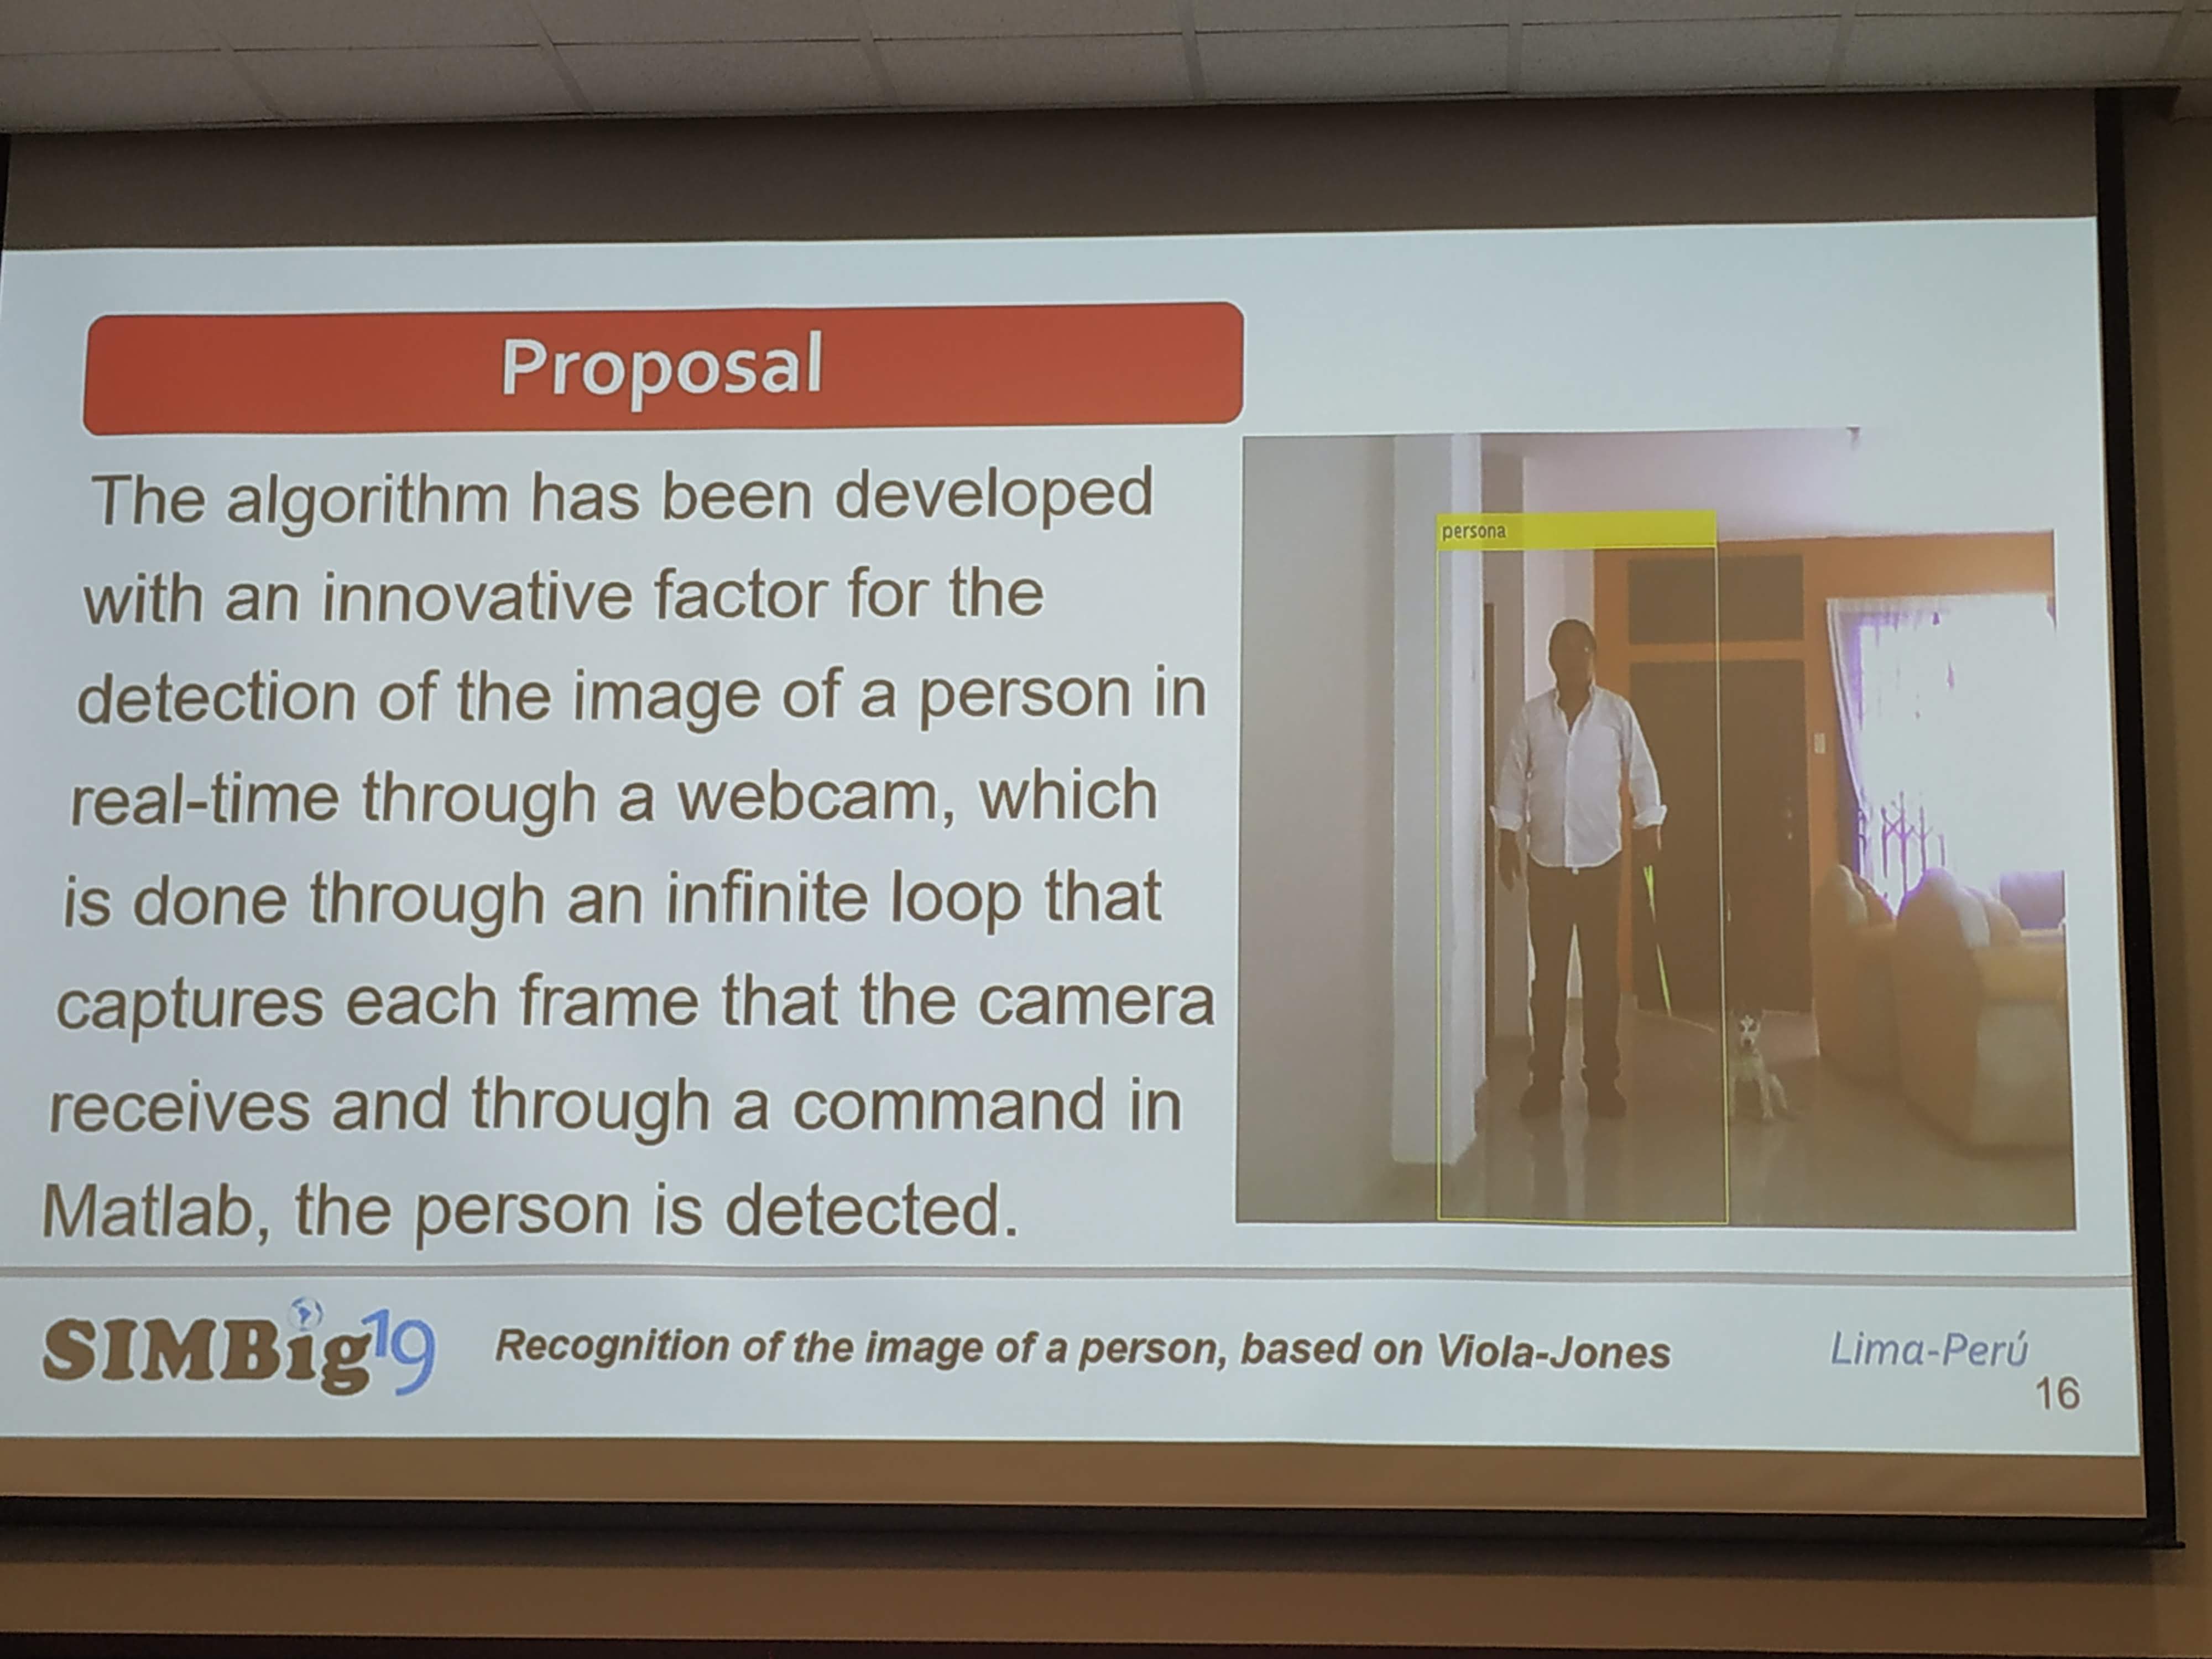 Proposal
The algorithm has been developed
with an innovative factor for the
detection of the image of a person in
real-time through a webcam, which
is done through an infinite loop that
captures each frame that the camera
receives and through a command in
Matlab, the person is detected.
persona
SIMBig19
Recognition of the image of a person, based on Viola-Jones
Lima-Perú
16